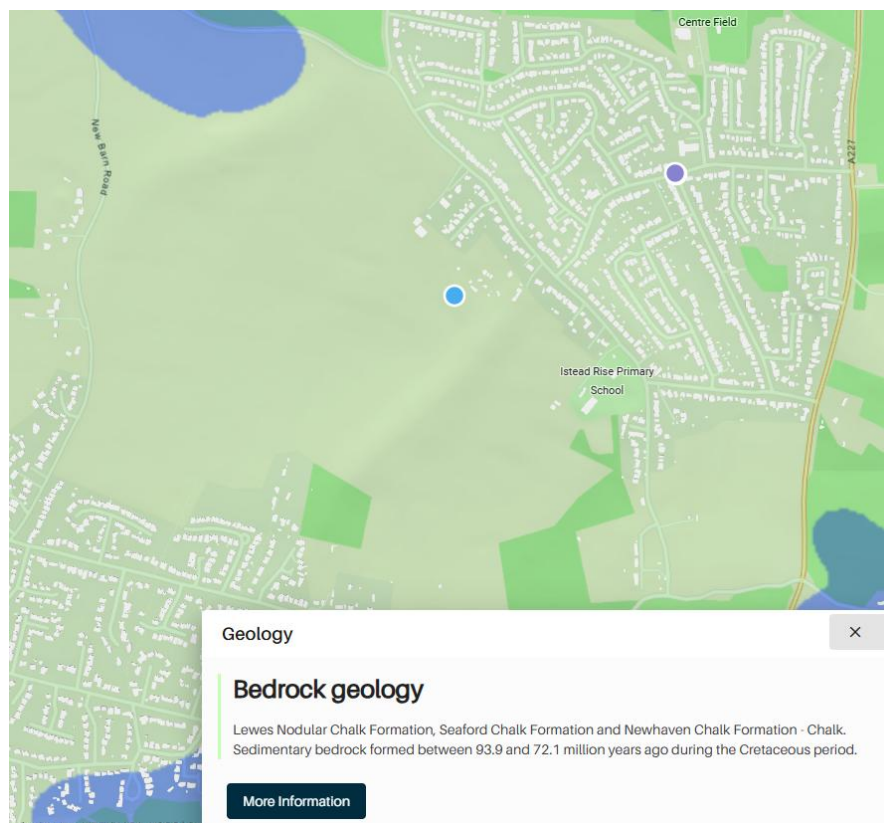 Centre Field
New Barn Road
A227
Istead Rise Primary
School
Geology
×
Bedrock geology
Lewes Nodular Chalk Formation, Seaford Chalk Formation and Newhaven Chalk Formation - Chalk.
Sedimentary bedrock formed between 93.9 and 72.1 million years ago during the Cretaceous period.
More Information